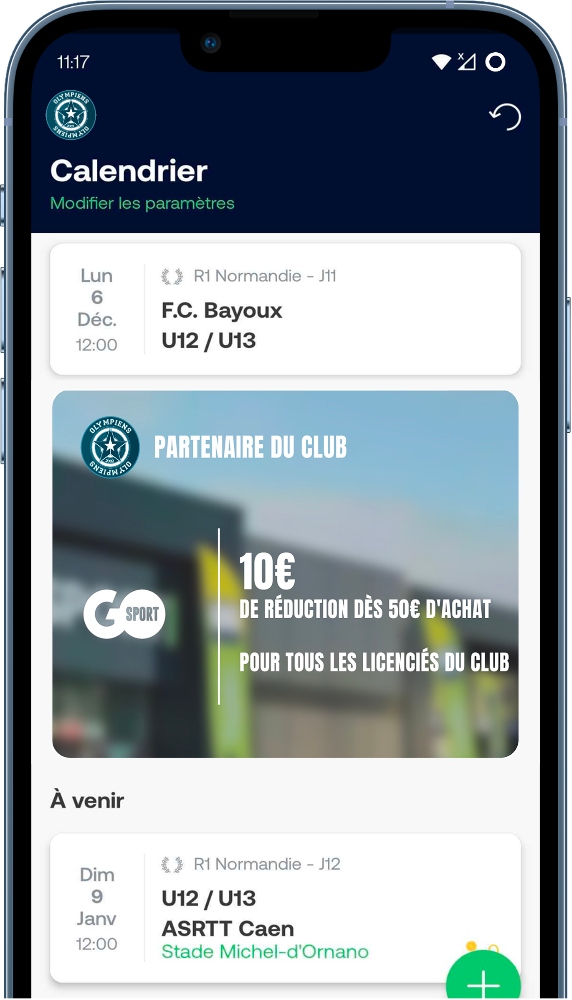 11:17
OLYMPIENS
2002
OLYMPIENS
Calendrier
Modifier les paramètres
Lun
6
Déc.
12:00
R1 Normandie - J11
F.C. Bayoux
U12 / U13
OLYMPIENS
2002
OLYMPIENS
PARTENAIRE DU CLUB
GO SPORT
10€
DE RÉDUCTION DÈS 50€ D'ACHAT
POUR TOUS LES LICENCIÉS DU CLUB
À venir
Dim
9
Janv
12:00
R1 Normandie - J12
U12 / U13
ASRTT Caen
Stade Michel-d'Ornano